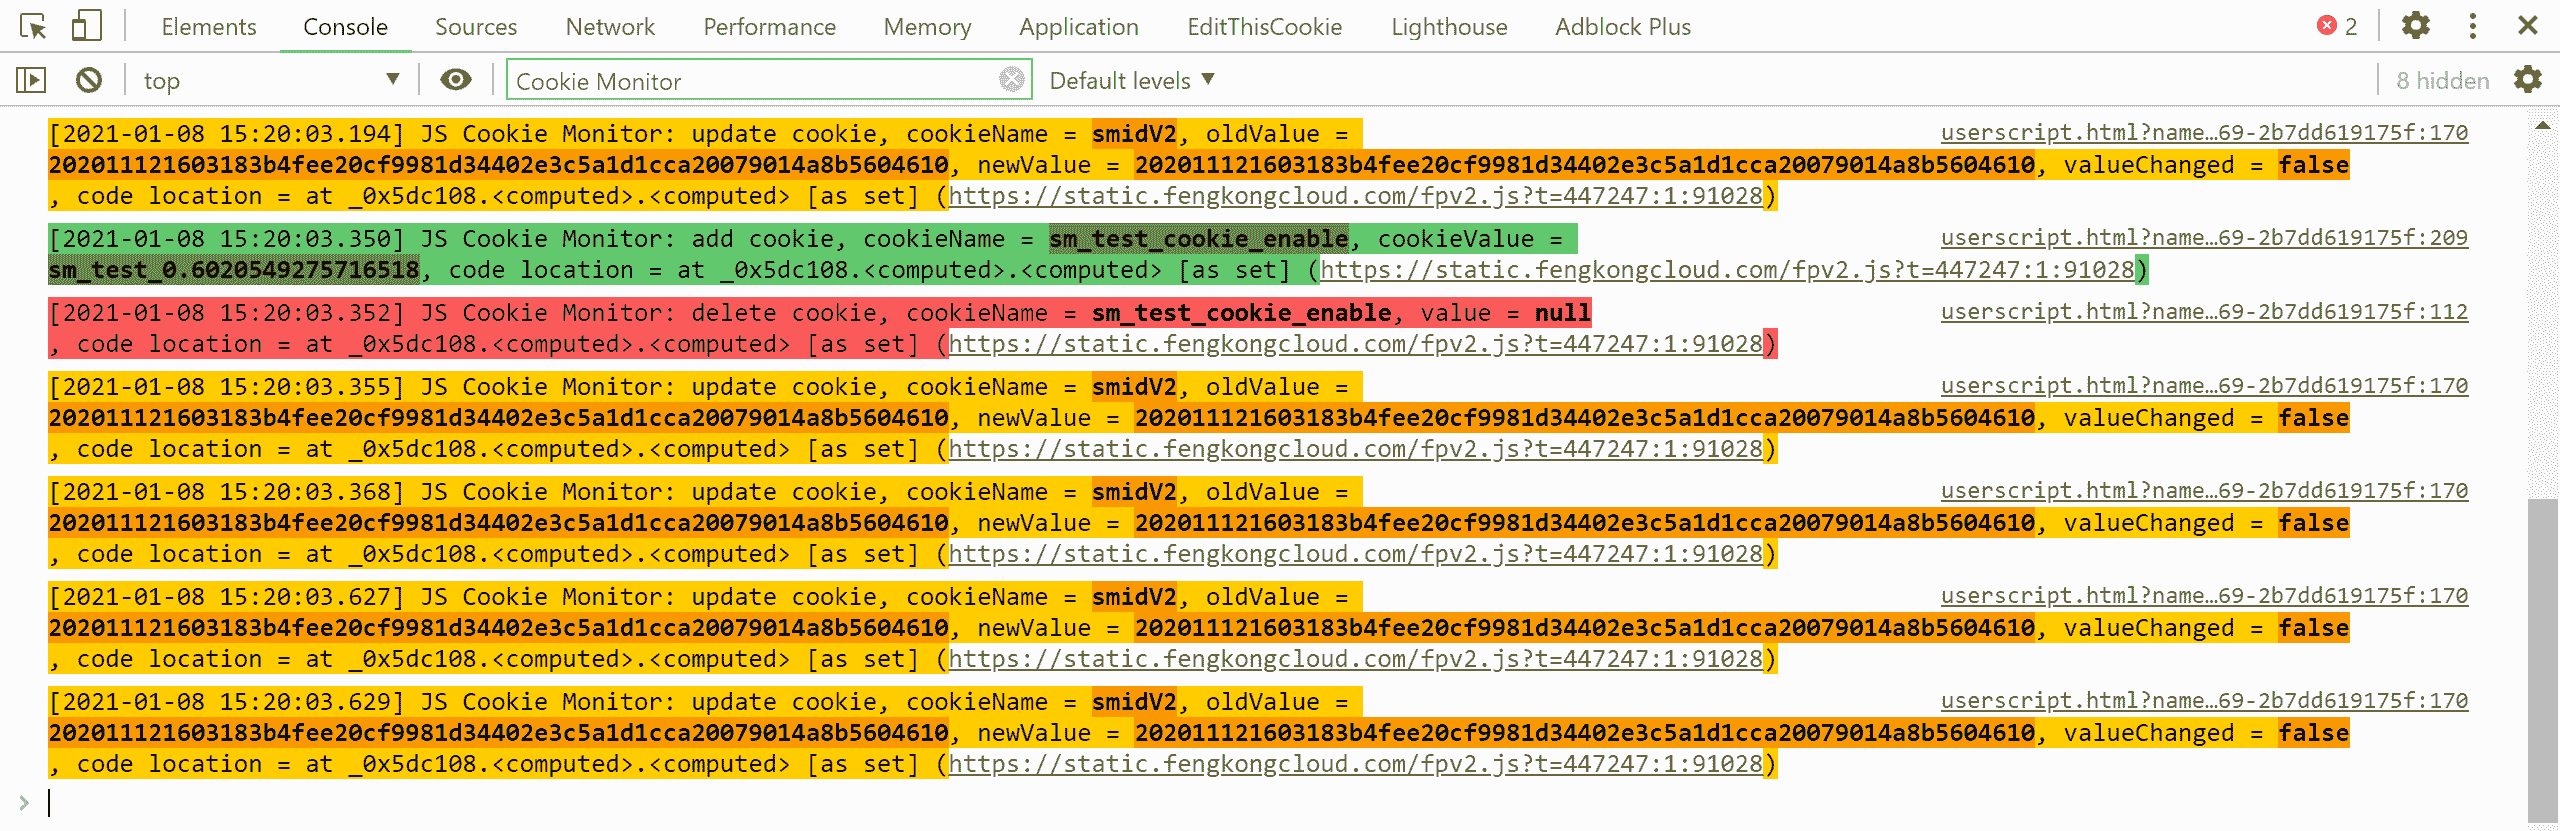 Elements Console Sources Network Performance Memory Application EditThisCookie Lighthouse Adblock Plus 2
top Cookie Monitor Default levels 8 hidden
[2021-01-08 15:20:03.194] JS Cookie Monitor: update cookie, cookieName = smidV2, oldValue = userscript.html?name…69-2b7dd619175f:170
202011121603183b4fee20cf9981d34402e3c5a1d1cca20079014a8b5604610, newValue = 202011121603183b4fee20cf9981d34402e3c5a1d1cca20079014a8b5604610, valueChanged = false
, code location = at _0x5dc108.<computed>.<computed> [as set] (https://static.fengkongcloud.com/fpv2.js?t=447247:1:91028)
[2021-01-08 15:20:03.350] JS Cookie Monitor: add cookie, cookieName = sm_test_cookie_enable, cookieValue = userscript.html?name…69-2b7dd619175f:209
sm_test_0.6020549275716518, code location = at _0x5dc108.<computed>.<computed> [as set] (https://static.fengkongcloud.com/fpv2.js?t=447247:1:91028)
[2021-01-08 15:20:03.352] JS Cookie Monitor: delete cookie, cookieName = sm_test_cookie_enable, value = null userscript.html?name…69-2b7dd619175f:112
, code location = at _0x5dc108.<computed>.<computed> [as set] (https://static.fengkongcloud.com/fpv2.js?t=447247:1:91028)
[2021-01-08 15:20:03.355] JS Cookie Monitor: update cookie, cookieName = smidV2, oldValue = userscript.html?name…69-2b7dd619175f:170
202011121603183b4fee20cf9981d34402e3c5a1d1cca20079014a8b5604610, newValue = 202011121603183b4fee20cf9981d34402e3c5a1d1cca20079014a8b5604610, valueChanged = false
, code location = at _0x5dc108.<computed>.<computed> [as set] (https://static.fengkongcloud.com/fpv2.js?t=447247:1:91028)
[2021-01-08 15:20:03.368] JS Cookie Monitor: update cookie, cookieName = smidV2, oldValue = userscript.html?name…69-2b7dd619175f:170
202011121603183b4fee20cf9981d34402e3c5a1d1cca20079014a8b5604610, newValue = 202011121603183b4fee20cf9981d34402e3c5a1d1cca20079014a8b5604610, valueChanged = false
, code location = at _0x5dc108.<computed>.<computed> [as set] (https://static.fengkongcloud.com/fpv2.js?t=447247:1:91028)
[2021-01-08 15:20:03.627] JS Cookie Monitor: update cookie, cookieName = smidV2, oldValue = userscript.html?name…69-2b7dd619175f:170
202011121603183b4fee20cf9981d34402e3c5a1d1cca20079014a8b5604610, newValue = 202011121603183b4fee20cf9981d34402e3c5a1d1cca20079014a8b5604610, valueChanged = false
, code location = at _0x5dc108.<computed>.<computed> [as set] (https://static.fengkongcloud.com/fpv2.js?t=447247:1:91028)
[2021-01-08 15:20:03.629] JS Cookie Monitor: update cookie, cookieName = smidV2, oldValue = userscript.html?name…69-2b7dd619175f:170
202011121603183b4fee20cf9981d34402e3c5a1d1cca20079014a8b5604610, newValue = 202011121603183b4fee20cf9981d34402e3c5a1d1cca20079014a8b5604610, valueChanged = false
, code location = at _0x5dc108.<computed>.<computed> [as set] (https://static.fengkongcloud.com/fpv2.js?t=447247:1:91028)